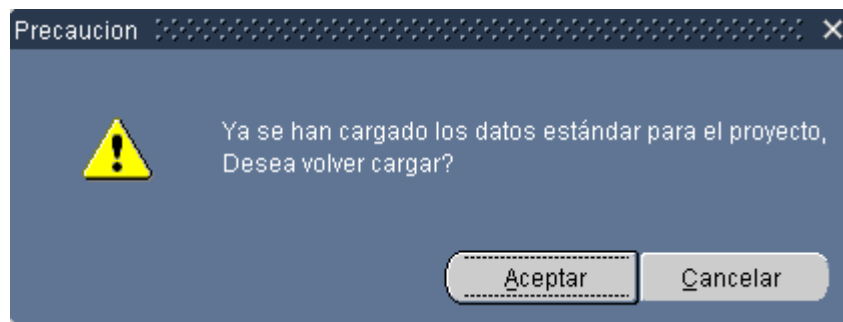 Precaucion
Ya se han cargado los datos estándar para el proyecto,
Desea volver cargar?
Aceptar
Cancelar